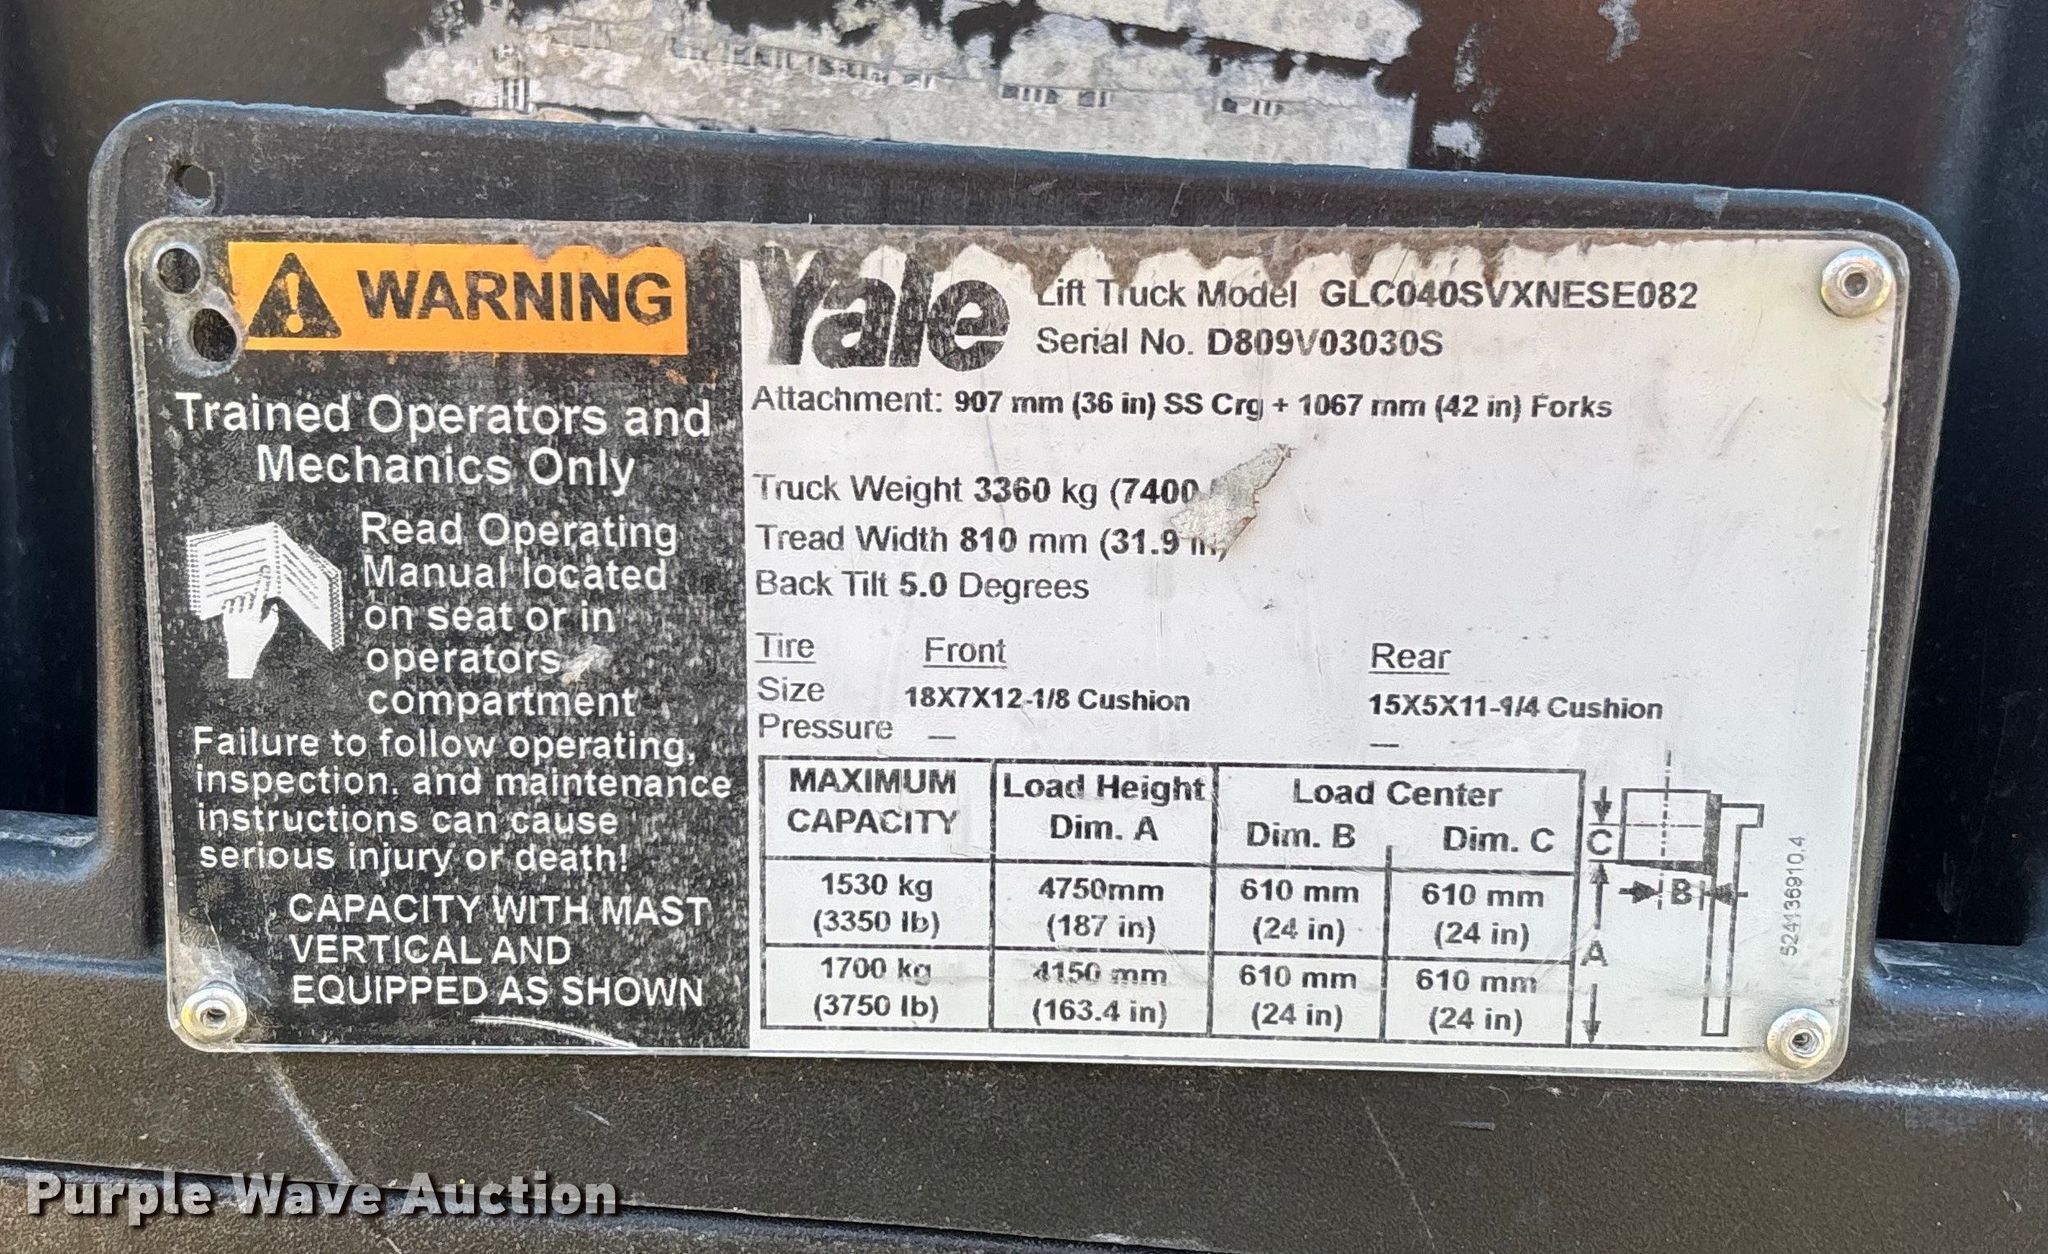 WARNING
Trained Operators and
Mechanics Only
Read Operating
Manual located
on seat or in
operators
compartment
Failure to follow operating,
inspection, and maintenance
instructions can cause
serious injury or death!
CAPACITY WITH MAST
VERTICAL AND
EQUIPPED AS SHOWN
Yale
Lift Truck Model GLC040SVXNESE082
Serial No. D809V03030S
Attachment: 907 mm (36 in) SS Crg + 1067 mm (42 in) Forks
Truck Weight 3360 kg (7400
Tread Width 810 mm (31.9 in)
Back Tilt 5.0 Degrees
Tire Front Rear
Size 18X7X12-1/8 Cushion 15X5X11-1/4 Cushion
Pressure — —
MAXIMUM Load Height Load Center
CAPACITY Dim. A Dim. B Dim. C
1530 kg 4750mm 610 mm 610 mm
(3350 lb) (187 in) (24 in) (24 in)
1700 kg 4150 mm 610 mm 610 mm
(3750 lb) (163.4 in) (24 in) (24 in)
C
B
A
524136910.4
Purple Wave Auction